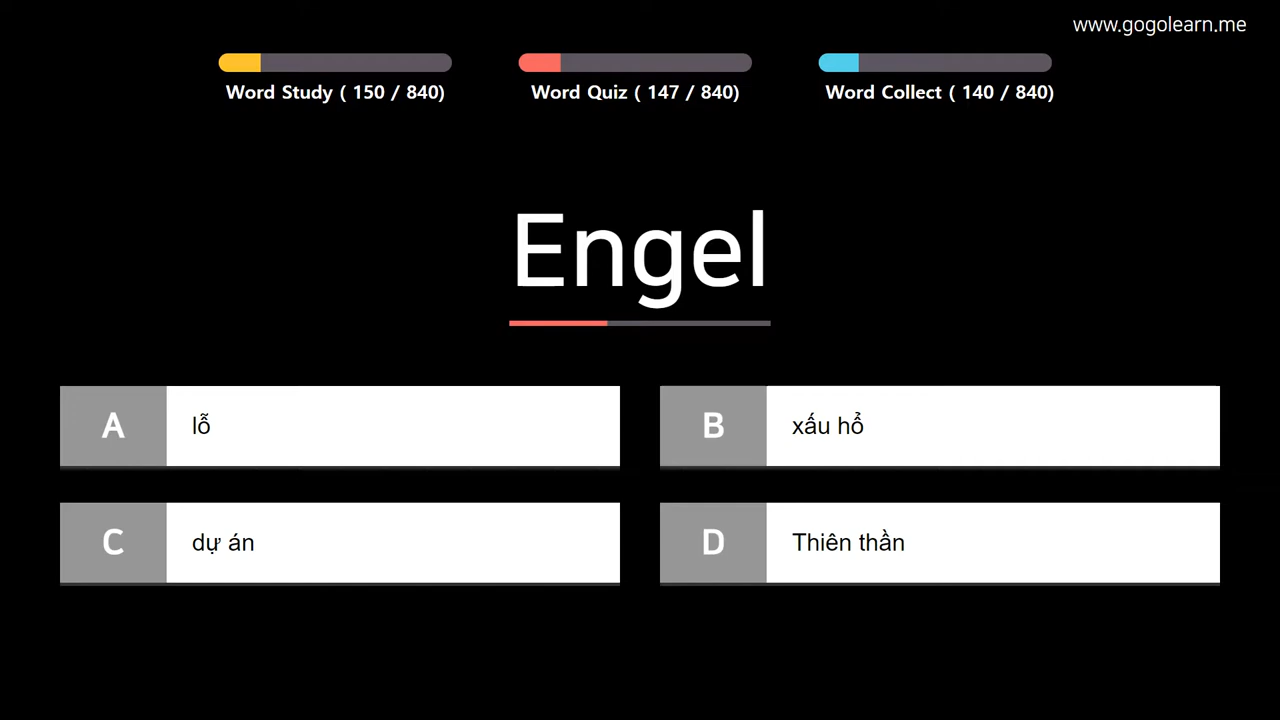 www.gogolearn.me
Word Study ( 150 / 840)
Word Quiz ( 147 / 840)
Word Collect ( 140 / 840)
Engel
A
lỗ
B
xấu hổ
C
dự án
D
Thiên thần